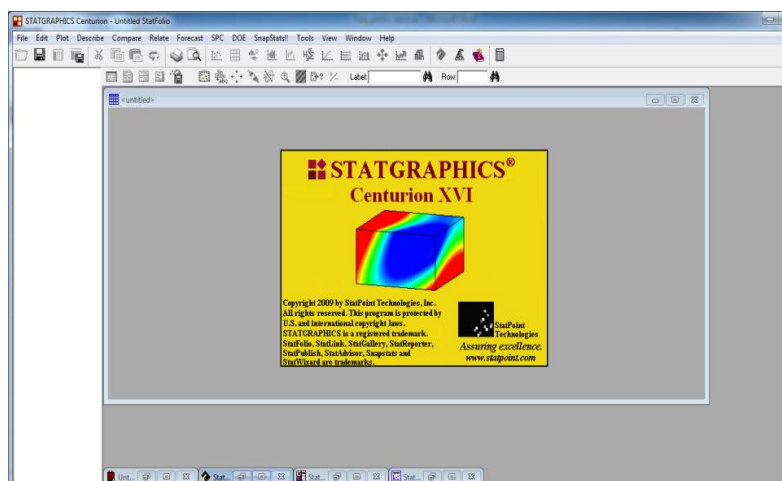 STATGRAPHICS Centurion - Untitled StatFolio
File Edit Plot Describe Compare Relate Forecast SPC DOE SnapStats!! Tools View Window Help
Label: Row:
<untitled>
STATGRAPHICS®
Centurion XVI
Copyright 2009 by StatPoint Technologies, Inc.
All rights reserved. This program is protected by
U.S. and international copyright laws.
STATGRAPHICS is a registered trademark.
StatFolio, StatLink, StatGallery, StatReporter,
StatPublish, StatAdvisor, Snapstats and
StatWizard are trademarks.
StatPoint
Technologies
Assuring excellence.
www.statpoint.com
Unt... Stat... Stat... Stat...